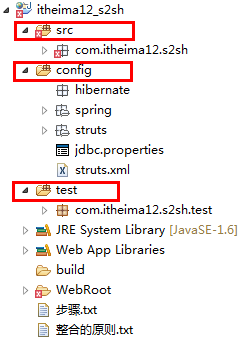 itheima12_s2sh
src
com.itheima12.s2sh
config
hibernate
spring
struts
jdbc.properties
struts.xml
test
com.itheima12.s2sh.test
JRE System Library [JavaSE-1.6]
Web App Libraries
build
WebRoot
步骤.txt
整合的原则.txt